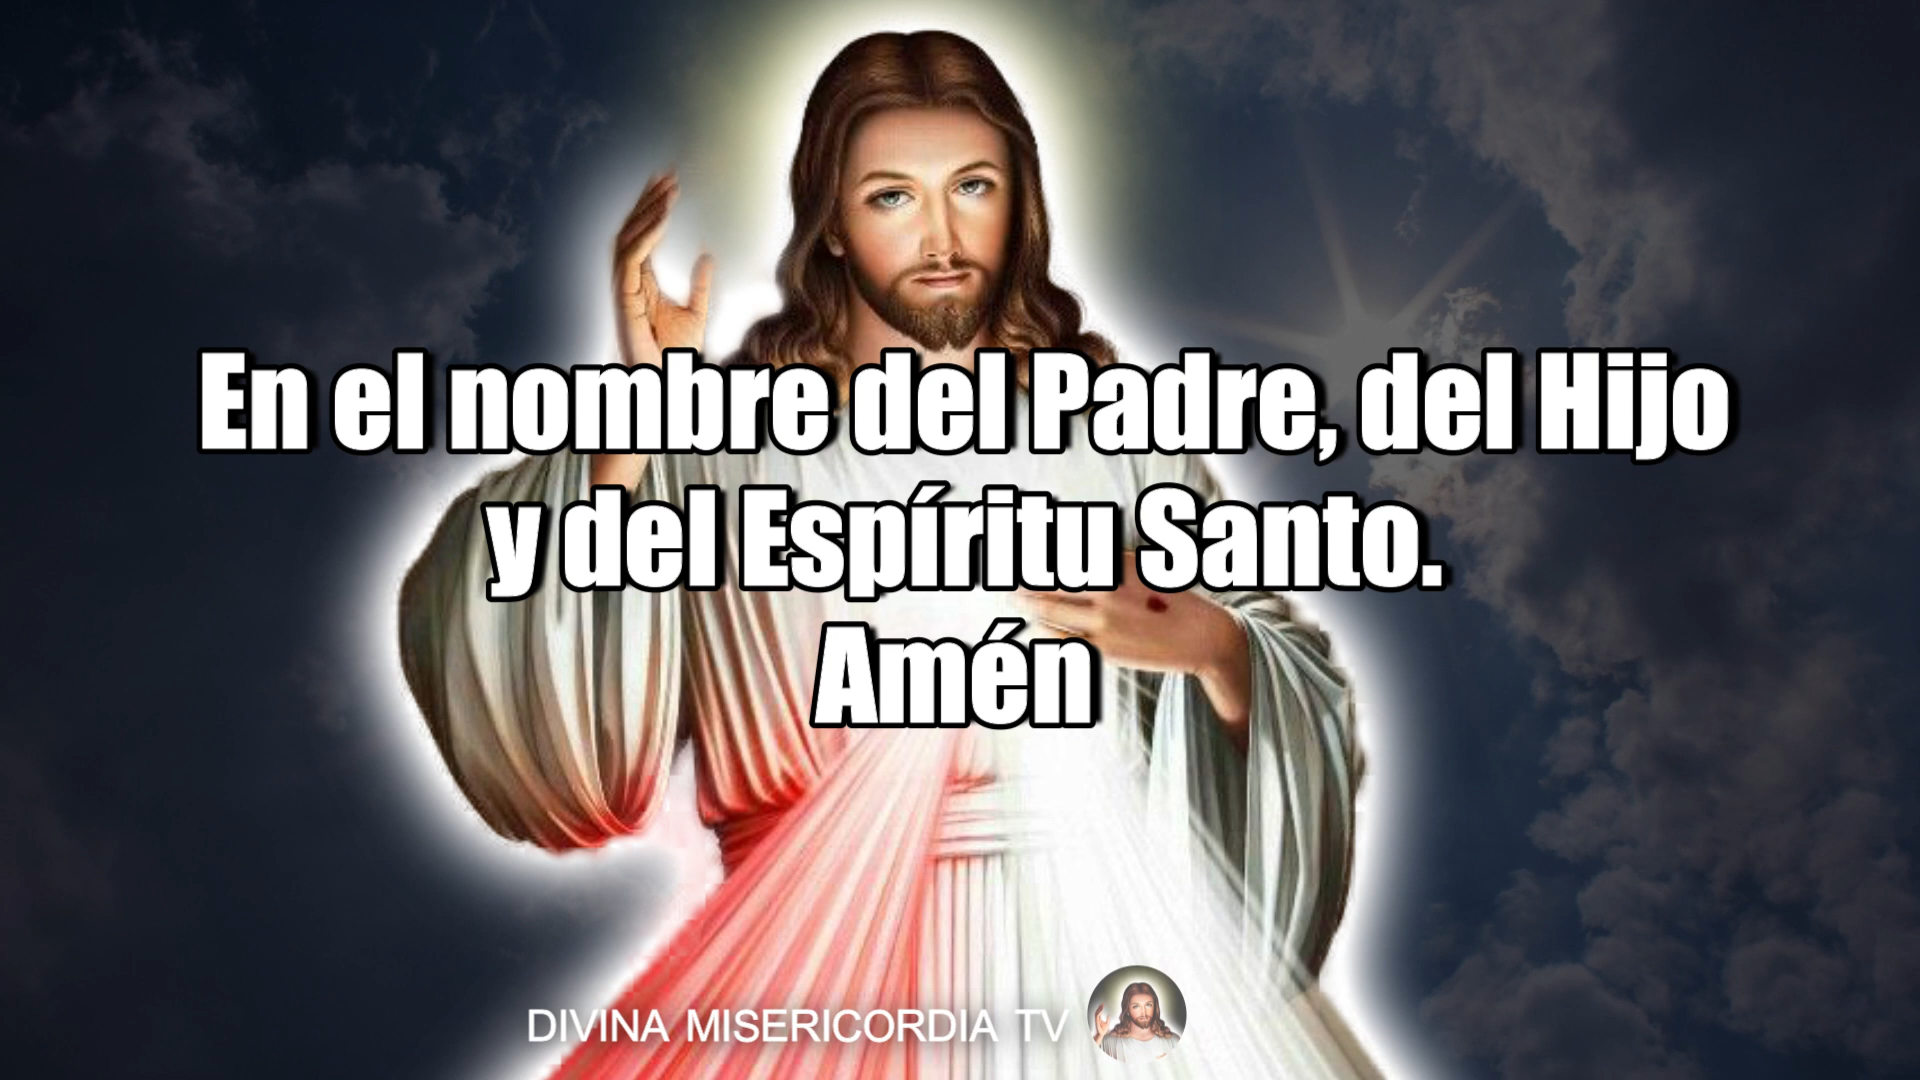 En el nombre del Padre, del Hijo
y del Espíritu Santo.
Amén
DIVINA MISERICORDIA TV